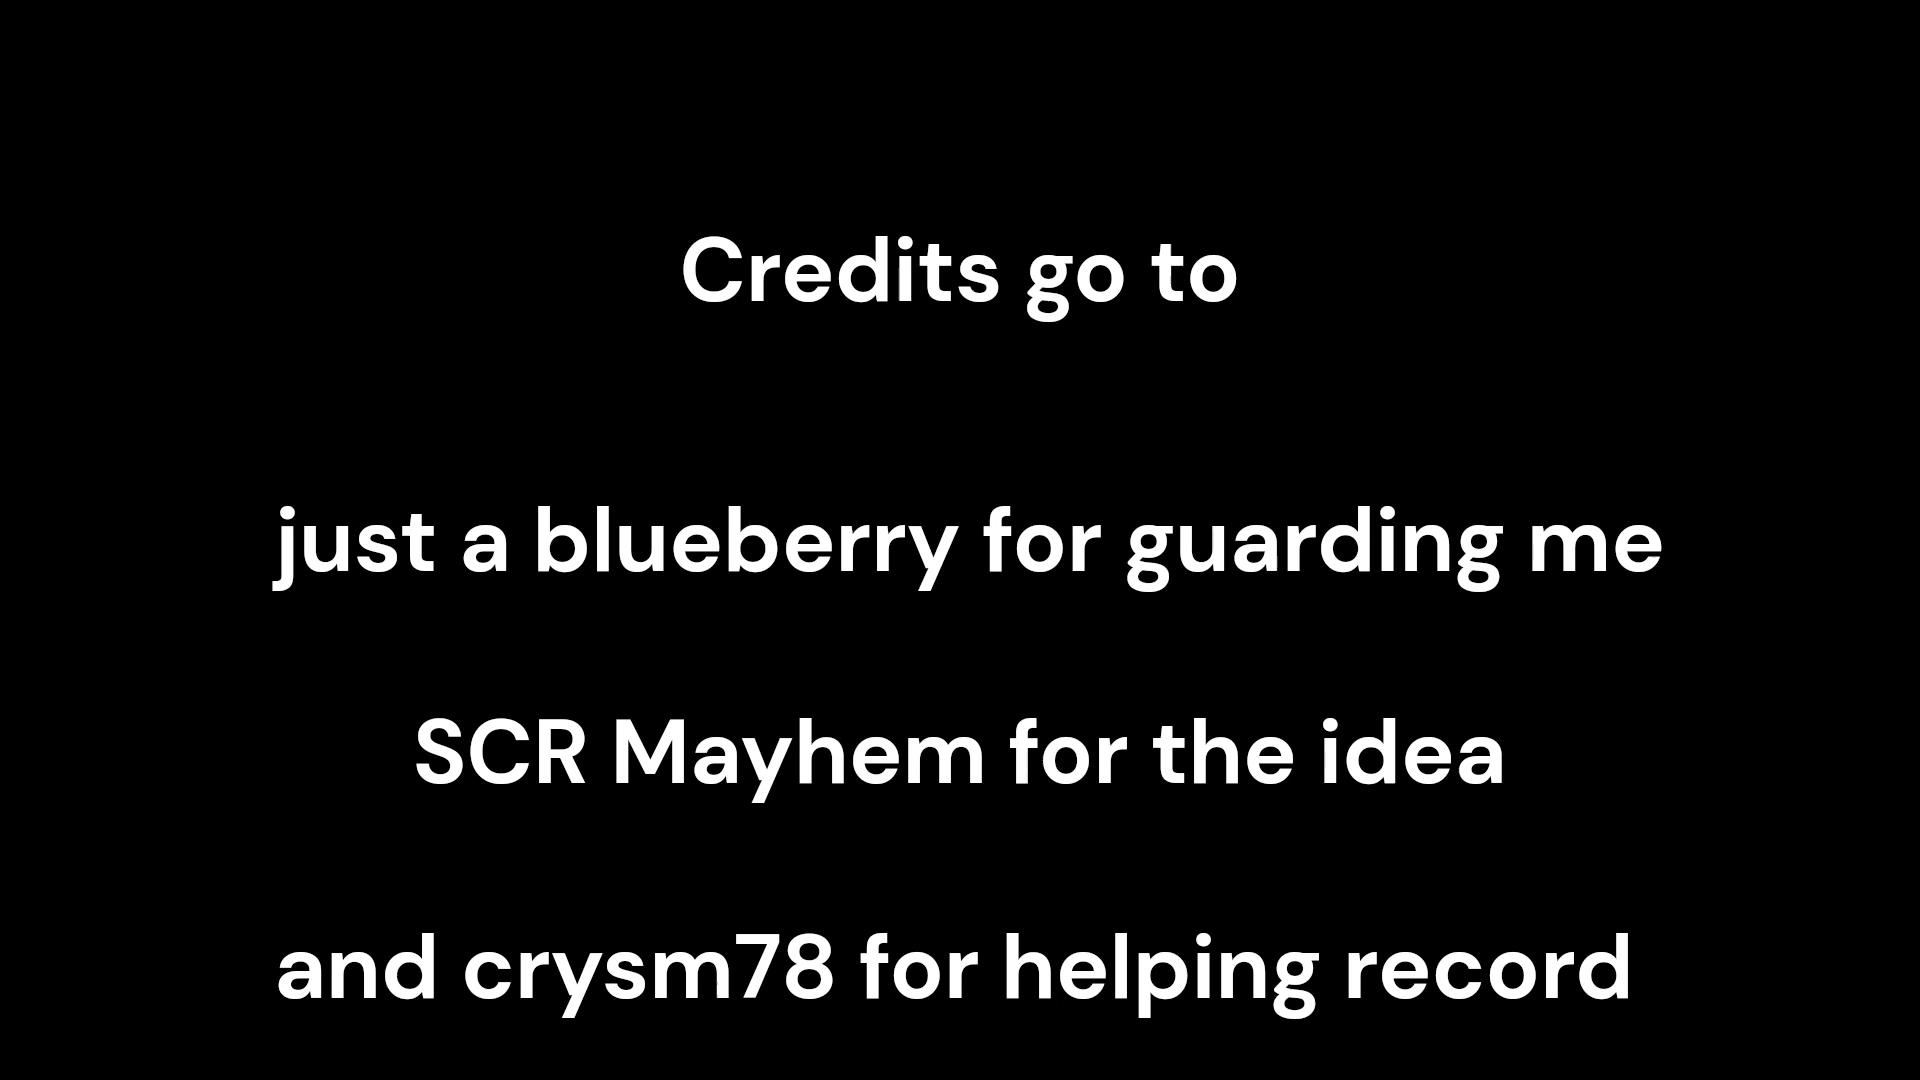 Credits go to
just a blueberry for guarding me
SCR Mayhem for the idea
and crysm78 for helping record